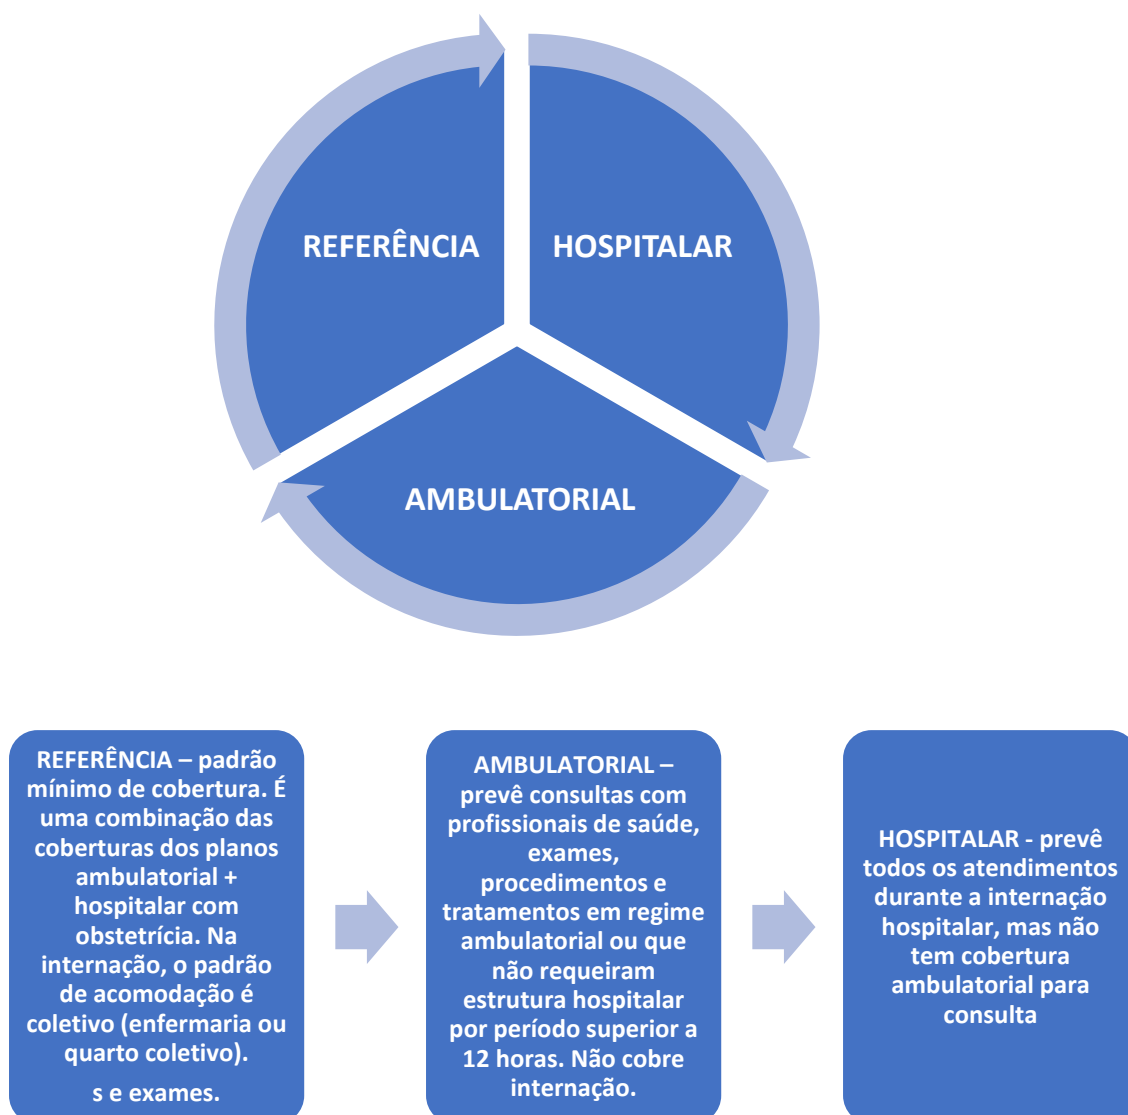 REFERÊNCIA
HOSPITALAR
AMBULATORIAL
REFERÊNCIA – padrão
mínimo de cobertura. É
uma combinação das
coberturas dos planos
ambulatorial +
hospitalar com
obstetrícia. Na
internação, o padrão
de acomodação é
coletivo (enfermaria ou
quarto coletivo).
s e exames.
AMBULATORIAL –
prevê consultas com
profissionais de saúde,
exames,
procedimentos e
tratamentos em regime
ambulatorial ou que
não requeiram
estrutura hospitalar
por período superior a
12 horas. Não cobre
internação.
HOSPITALAR - prevê
todos os atendimentos
durante a internação
hospitalar, mas não
tem cobertura
ambulatorial para
consulta